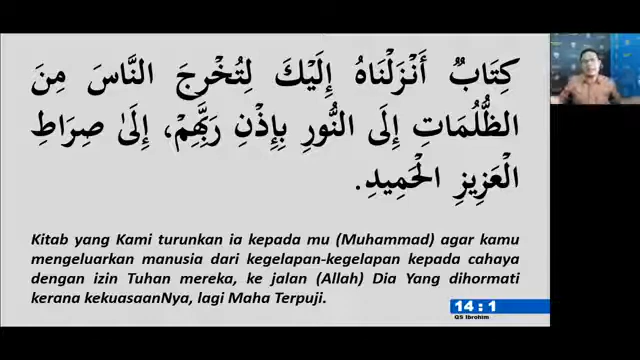 كِتَابٌ أَنْزَلْنَاهُ إِلَيْكَ لِتُخْرِجَ النَّاسَ مِنَ
الظُّلُمَاتِ إِلَى النُّورِ بِإِذْنِ رَبِّهِمْ، إِلَىٰ صِرَاطِ
الْعَزِيزِ الْحَمِيدِ.
Kitab yang Kami turunkan ia kepada mu (Muhammad) agar kamu
mengeluarkan manusia dari kegelapan-kegelapan kepada cahaya
dengan izin Tuhan mereka, ke jalan (Allah) Dia Yang dihormati
kerana kekuasaanNya, lagi Maha Terpuji.
14 : 1
QS Ibrohim